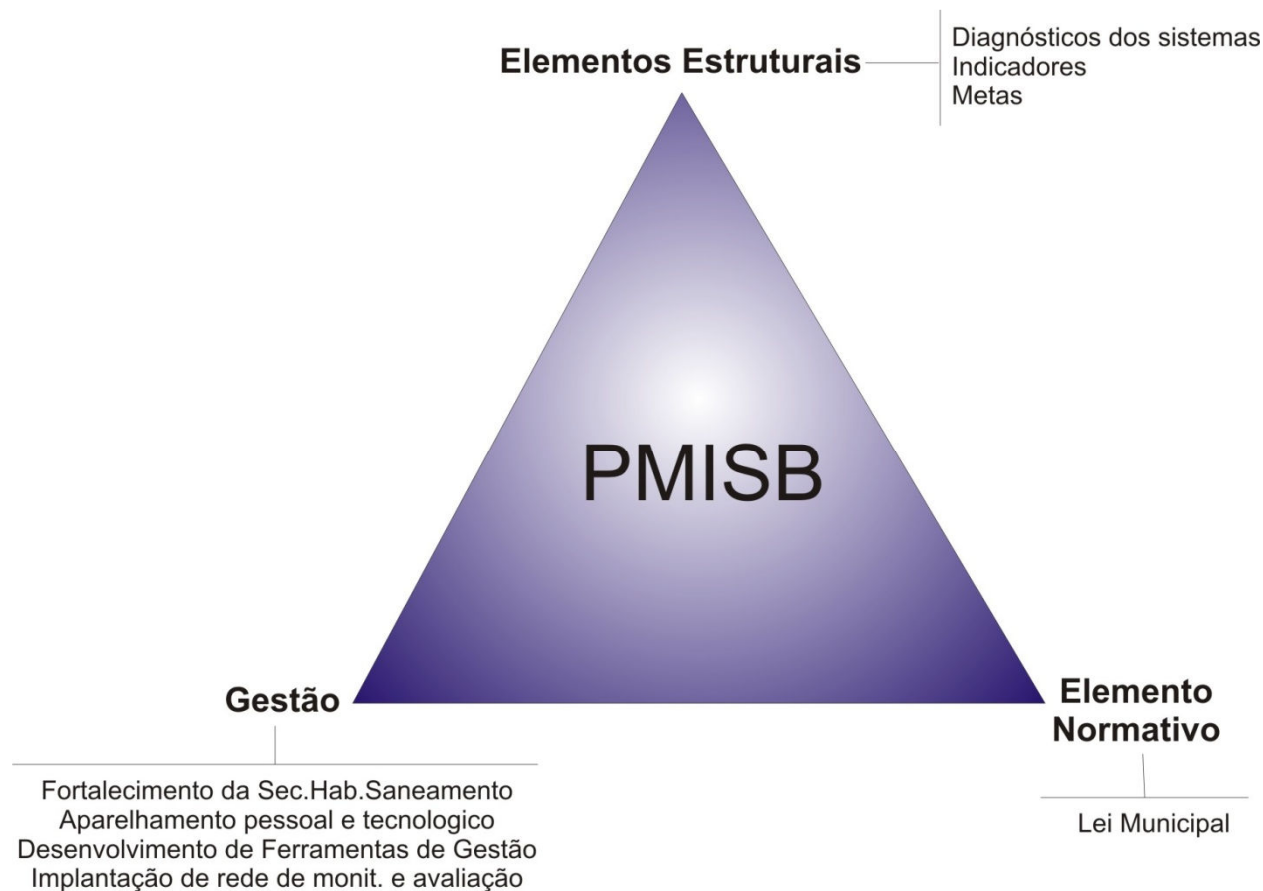 Elementos Estruturais
Diagnósticos dos sistemas
Indicadores
Metas
PMISB
Gestão
Fortalecimento da Sec.Hab.Saneamento
Aparelhamento pessoal e tecnologico
Desenvolvimento de Ferramentas de Gestão
Implantação de rede de monit. e avaliação
Elemento
Normativo
Lei Municipal